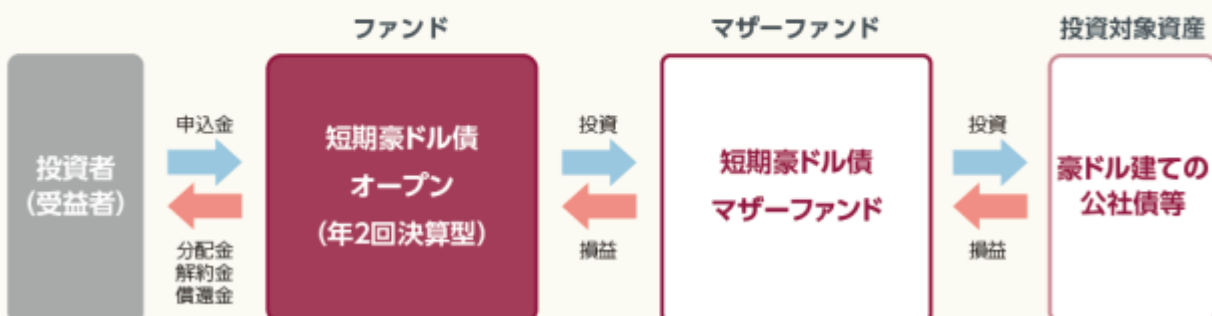 ファンド
マザーファンド
投資対象資産
投資者
(受益者)
申込金
分配金
解約金
償還金
短期豪ドル債
オープン
(年2回決算型)
投資
損益
短期豪ドル債
マザーファンド
投資
損益
豪ドル建ての
公社債等